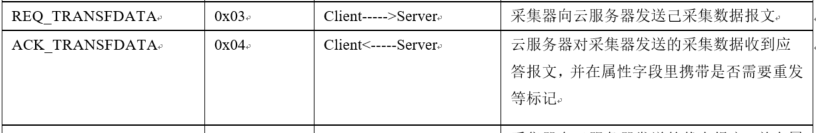 REQ_TRANSFDATA 0x03 Client----->Server 采集器向云服务器发送已采集数据报文。
ACK_TRANSFDATA 0x04 Client<-----Server 云服务器对采集器发送的采集数据收到应
答报文，并在属性字段里携带是否需要重发
等标记。